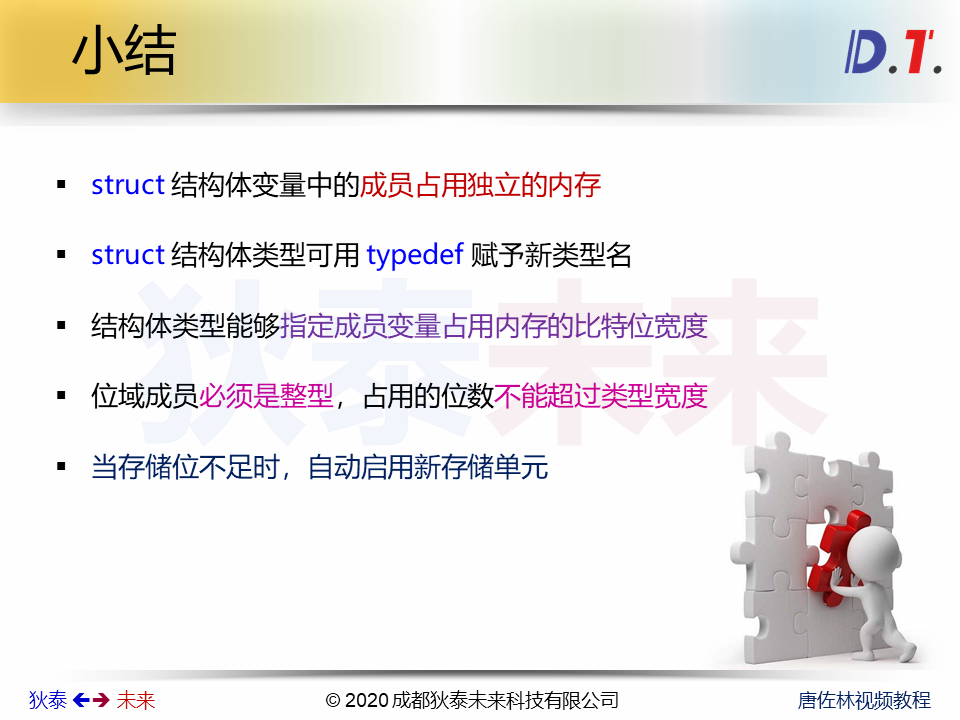 小结
D.T.
▪ struct 结构体变量中的成员占用独立的内存
▪ struct 结构体类型可用 typedef 赋予新类型名
▪ 结构体类型能够指定成员变量占用内存的比特位宽度
▪ 位域成员必须是整型，占用的位数不能超过类型宽度
▪ 当存储位不足时，自动启用新存储单元
狄泰未来
狄泰 🡸🡺 未来
© 2020 成都狄泰未来科技有限公司
唐佐林视频教程